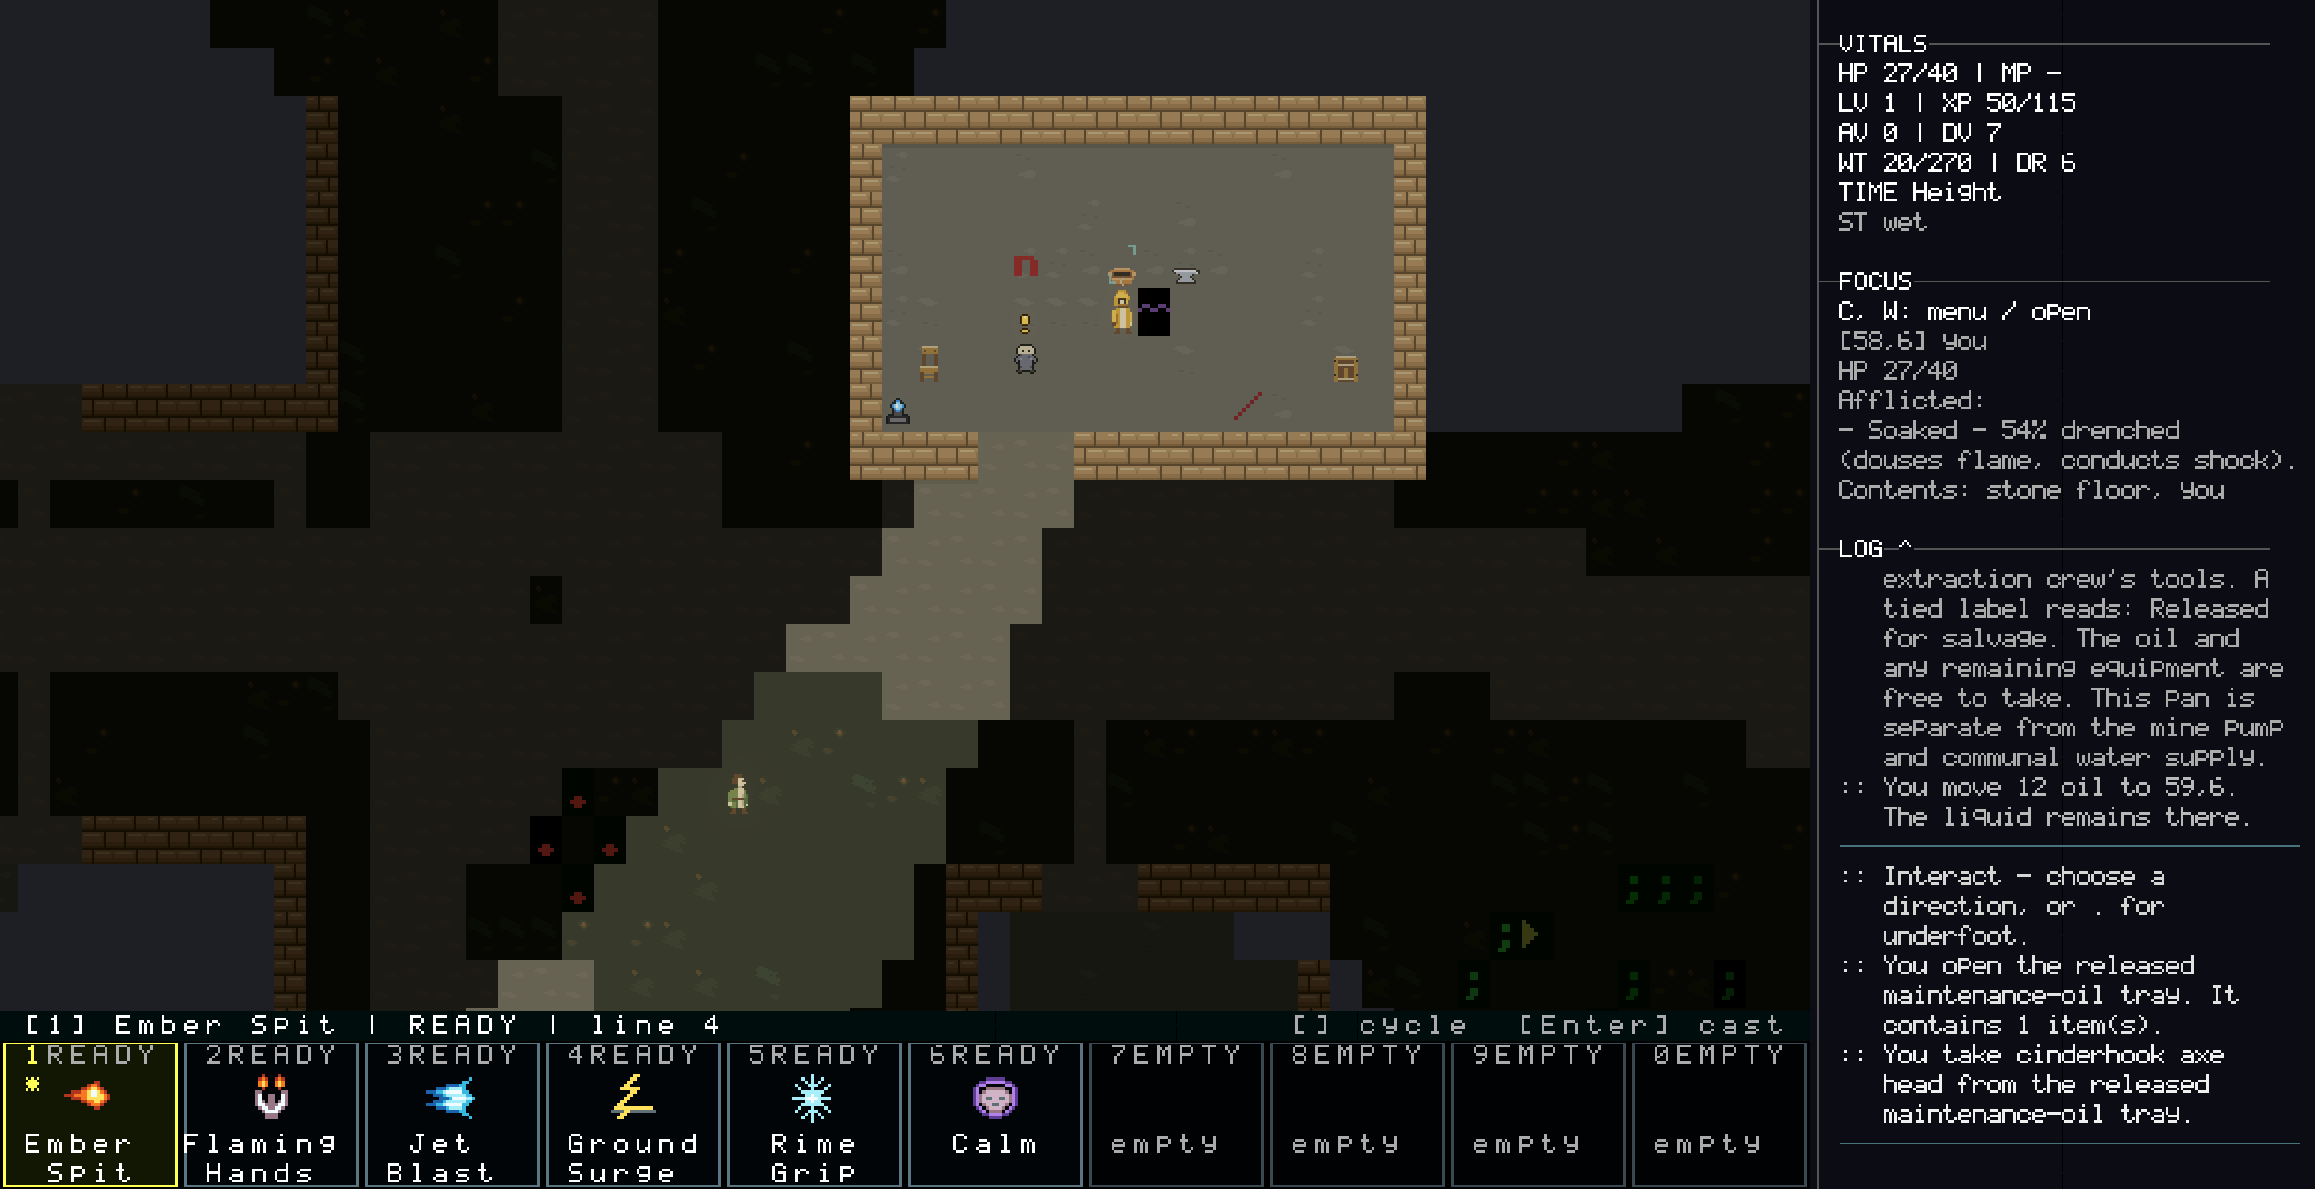 VITALS
HP 27/40 | MP -
LV 1 | XP 50/115
AV 0 | DV 7
WT 20/270 | DR 6
TIME Height
ST wet
FOCUS
C, W: menu / open
[58,6] you
HP 27/40
Afflicted:
- Soaked - 54% drenched
(douses flame, conducts shock).
Contents: stone floor, you
LOG ^
extraction crew's tools. A
tied label reads: Released
for salvage. The oil and
any remaining equipment are
free to take. This pan is
separate from the mine pump
and communal water supply.
:: You move 12 oil to 59,6.
The liquid remains there.
:: Interact - choose a
direction, or . for
underfoot.
:: You open the released
maintenance-oil tray. It
contains 1 item(s).
:: You take cinderhook axe
head from the released
maintenance-oil tray.
[1] Ember Spit | READY | line 4
[] cycle [Enter] cast
1READY 2READY 3READY 4READY 5READY 6READY 7EMPTY 8EMPTY 9EMPTY 0EMPTY
Ember Flaming Jet Ground Rime Calm empty empty empty empty
Spit Hands Blast Surge Grip